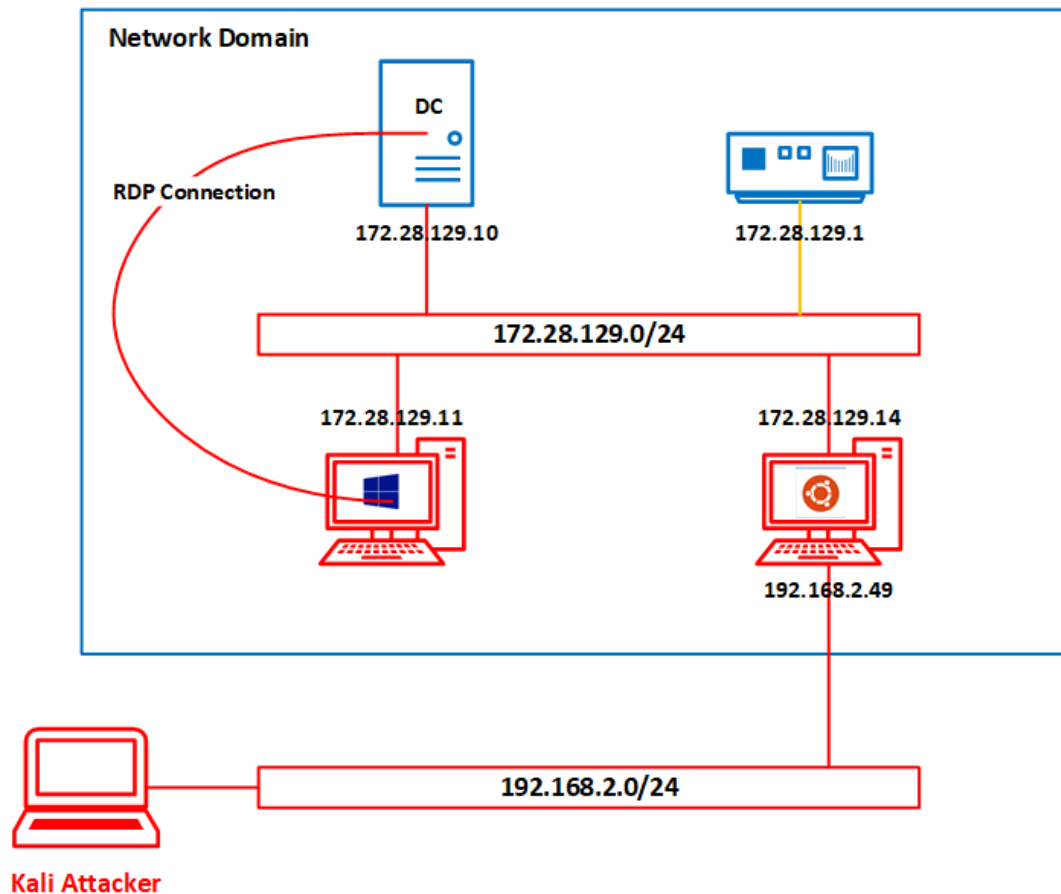 Network Domain
DC
RDP Connection
172.28.129.10
172.28.129.1
172.28.129.0/24
172.28.129.11
172.28.129.14
192.168.2.49
192.168.2.0/24
Kali Attacker